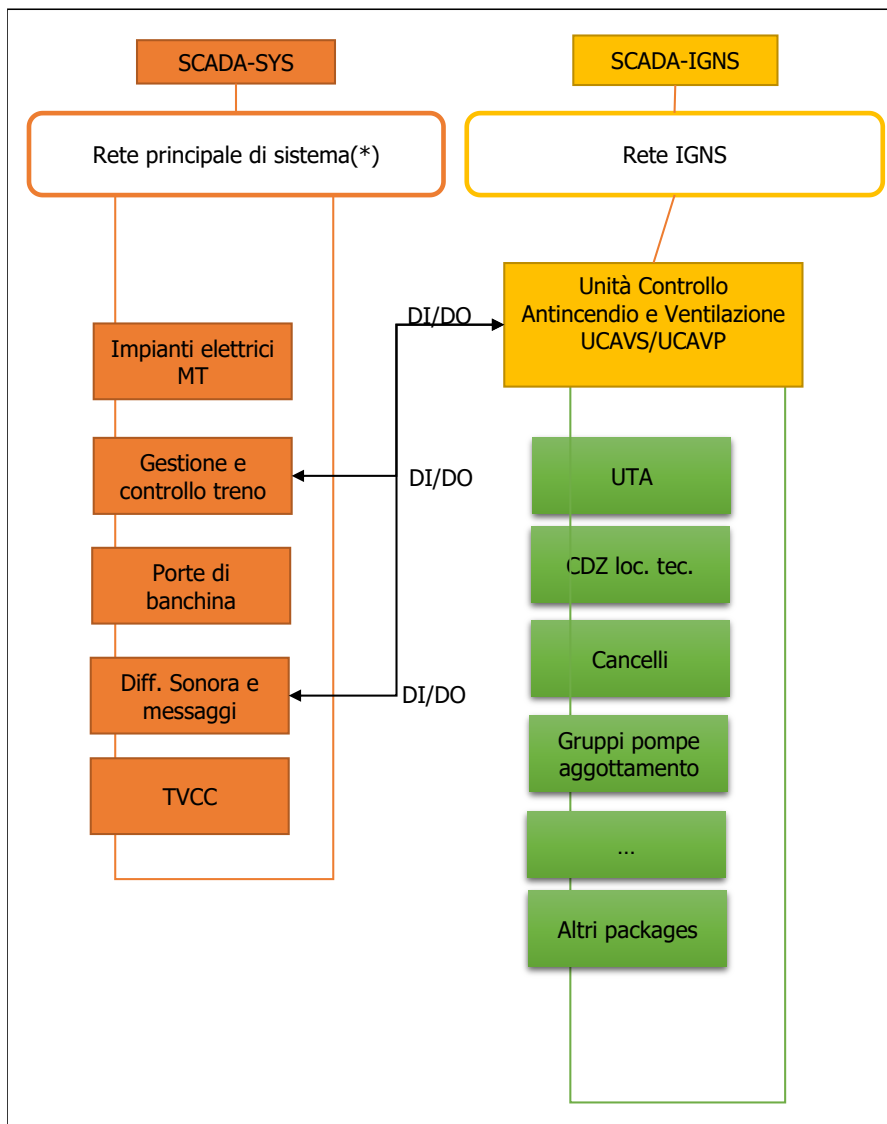 SCADA-SYS
SCADA-IGNS
Rete principale di sistema(*)
Rete IGNS
Unità Controllo
Antincendio e Ventilazione
UCAVS/UCAVP
DI/DO
Impianti elettrici
MT
Gestione e
controllo treno
DI/DO
UTA
Porte di
banchina
CDZ loc. tec.
Cancelli
Diff. Sonora e
messaggi
DI/DO
Gruppi pompe
aggottamento
TVCC
...
Altri packages